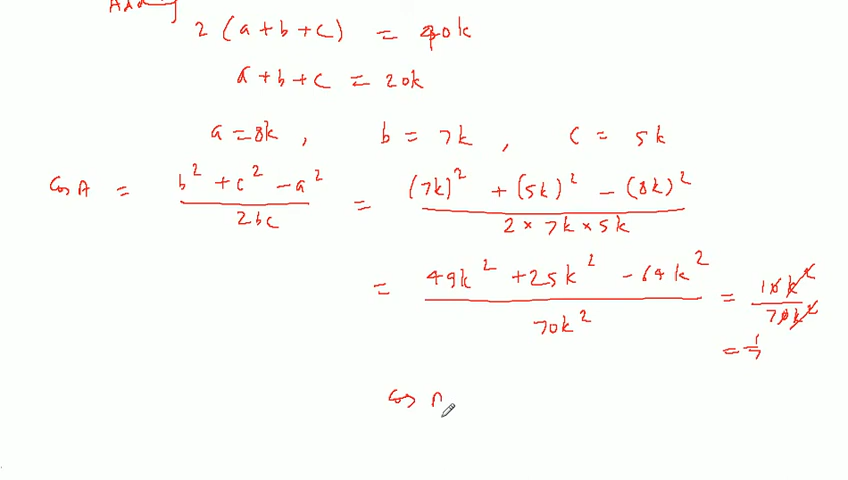 Adding
2 (a+b+c) = 40k
a+b+c = 20k
a = 8k , b = 7k , c = 5k
cos A = b² + c² - a² / 2bc = (7k)² + (5k)² - (8k)² / 2 × 7k × 5k
= 49k² + 25k² - 64k² / 70k² = 10k² / 70k²
= 1/7
cos